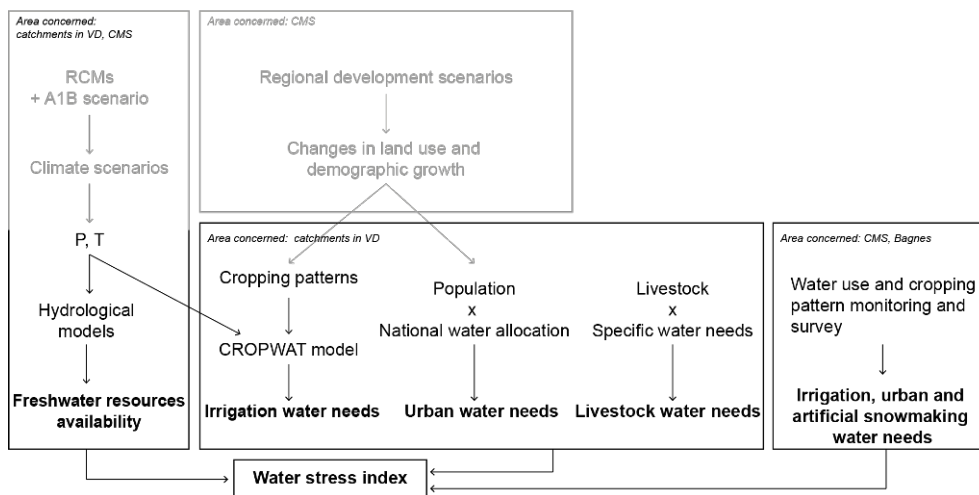 Area concerned:
catchments in VD, CMS
RCMs
+ A1B scenario
Climate scenarios
P, T
Hydrological
models
Freshwater resources
availability
Area concerned: CMS
Regional development scenarios
Changes in land use and
demographic growth
Area concerned: catchments in VD
Cropping patterns
CROPWAT model
Irrigation water needs
Population
x
National water allocation
Urban water needs
Livestock
x
Specific water needs
Livestock water needs
Area concerned: CMS, Bagnes
Water use and cropping
pattern monitoring and
survey
Irrigation, urban and
artificial snowmaking
water needs
Water stress index